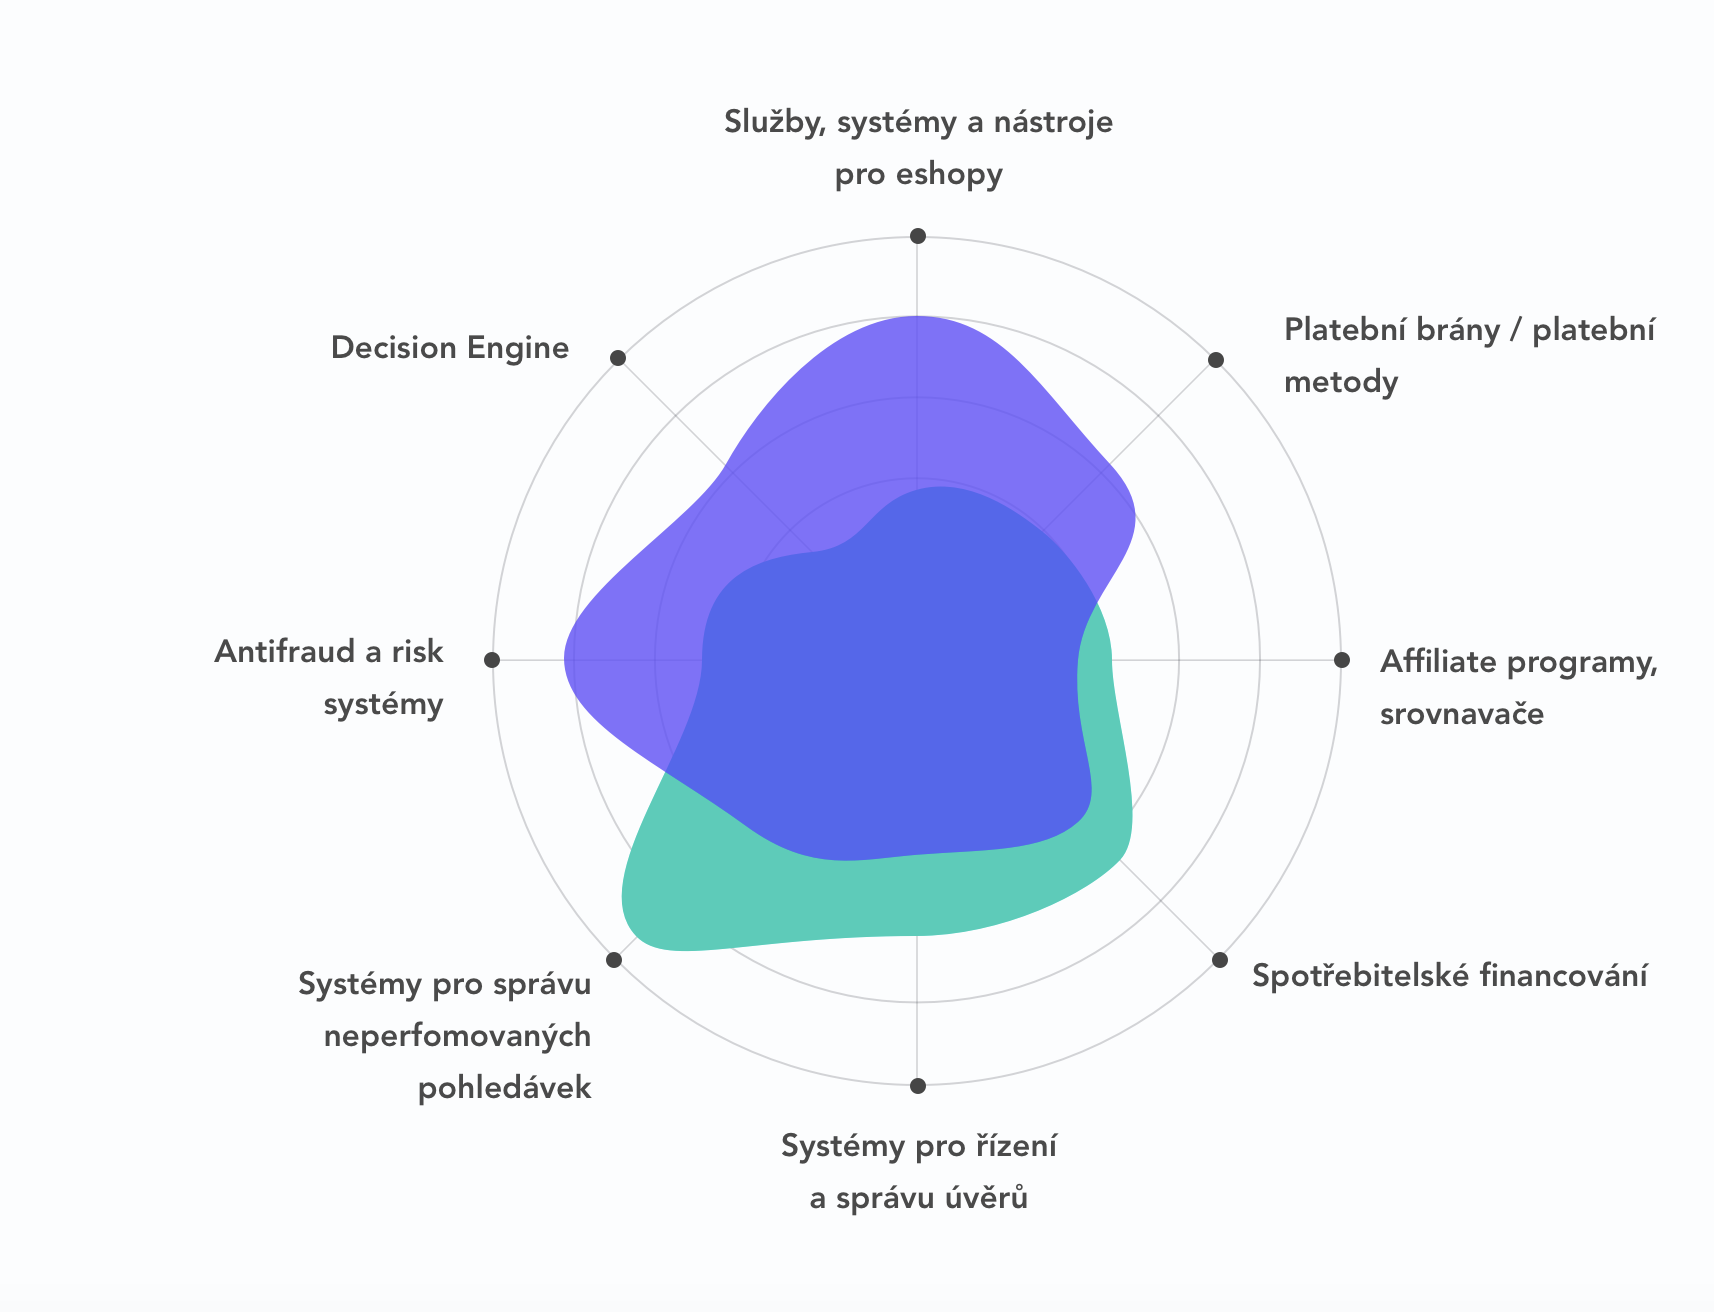 Služby, systémy a nástroje
pro eshopy
Platební brány / platební
metody
Decision Engine
Antifraud a risk
systémy
Affiliate programy,
srovnavače
Systémy pro správu
neperfomovaných
pohledávek
Spotřebitelské financování
Systémy pro řízení
a správu úvěrů